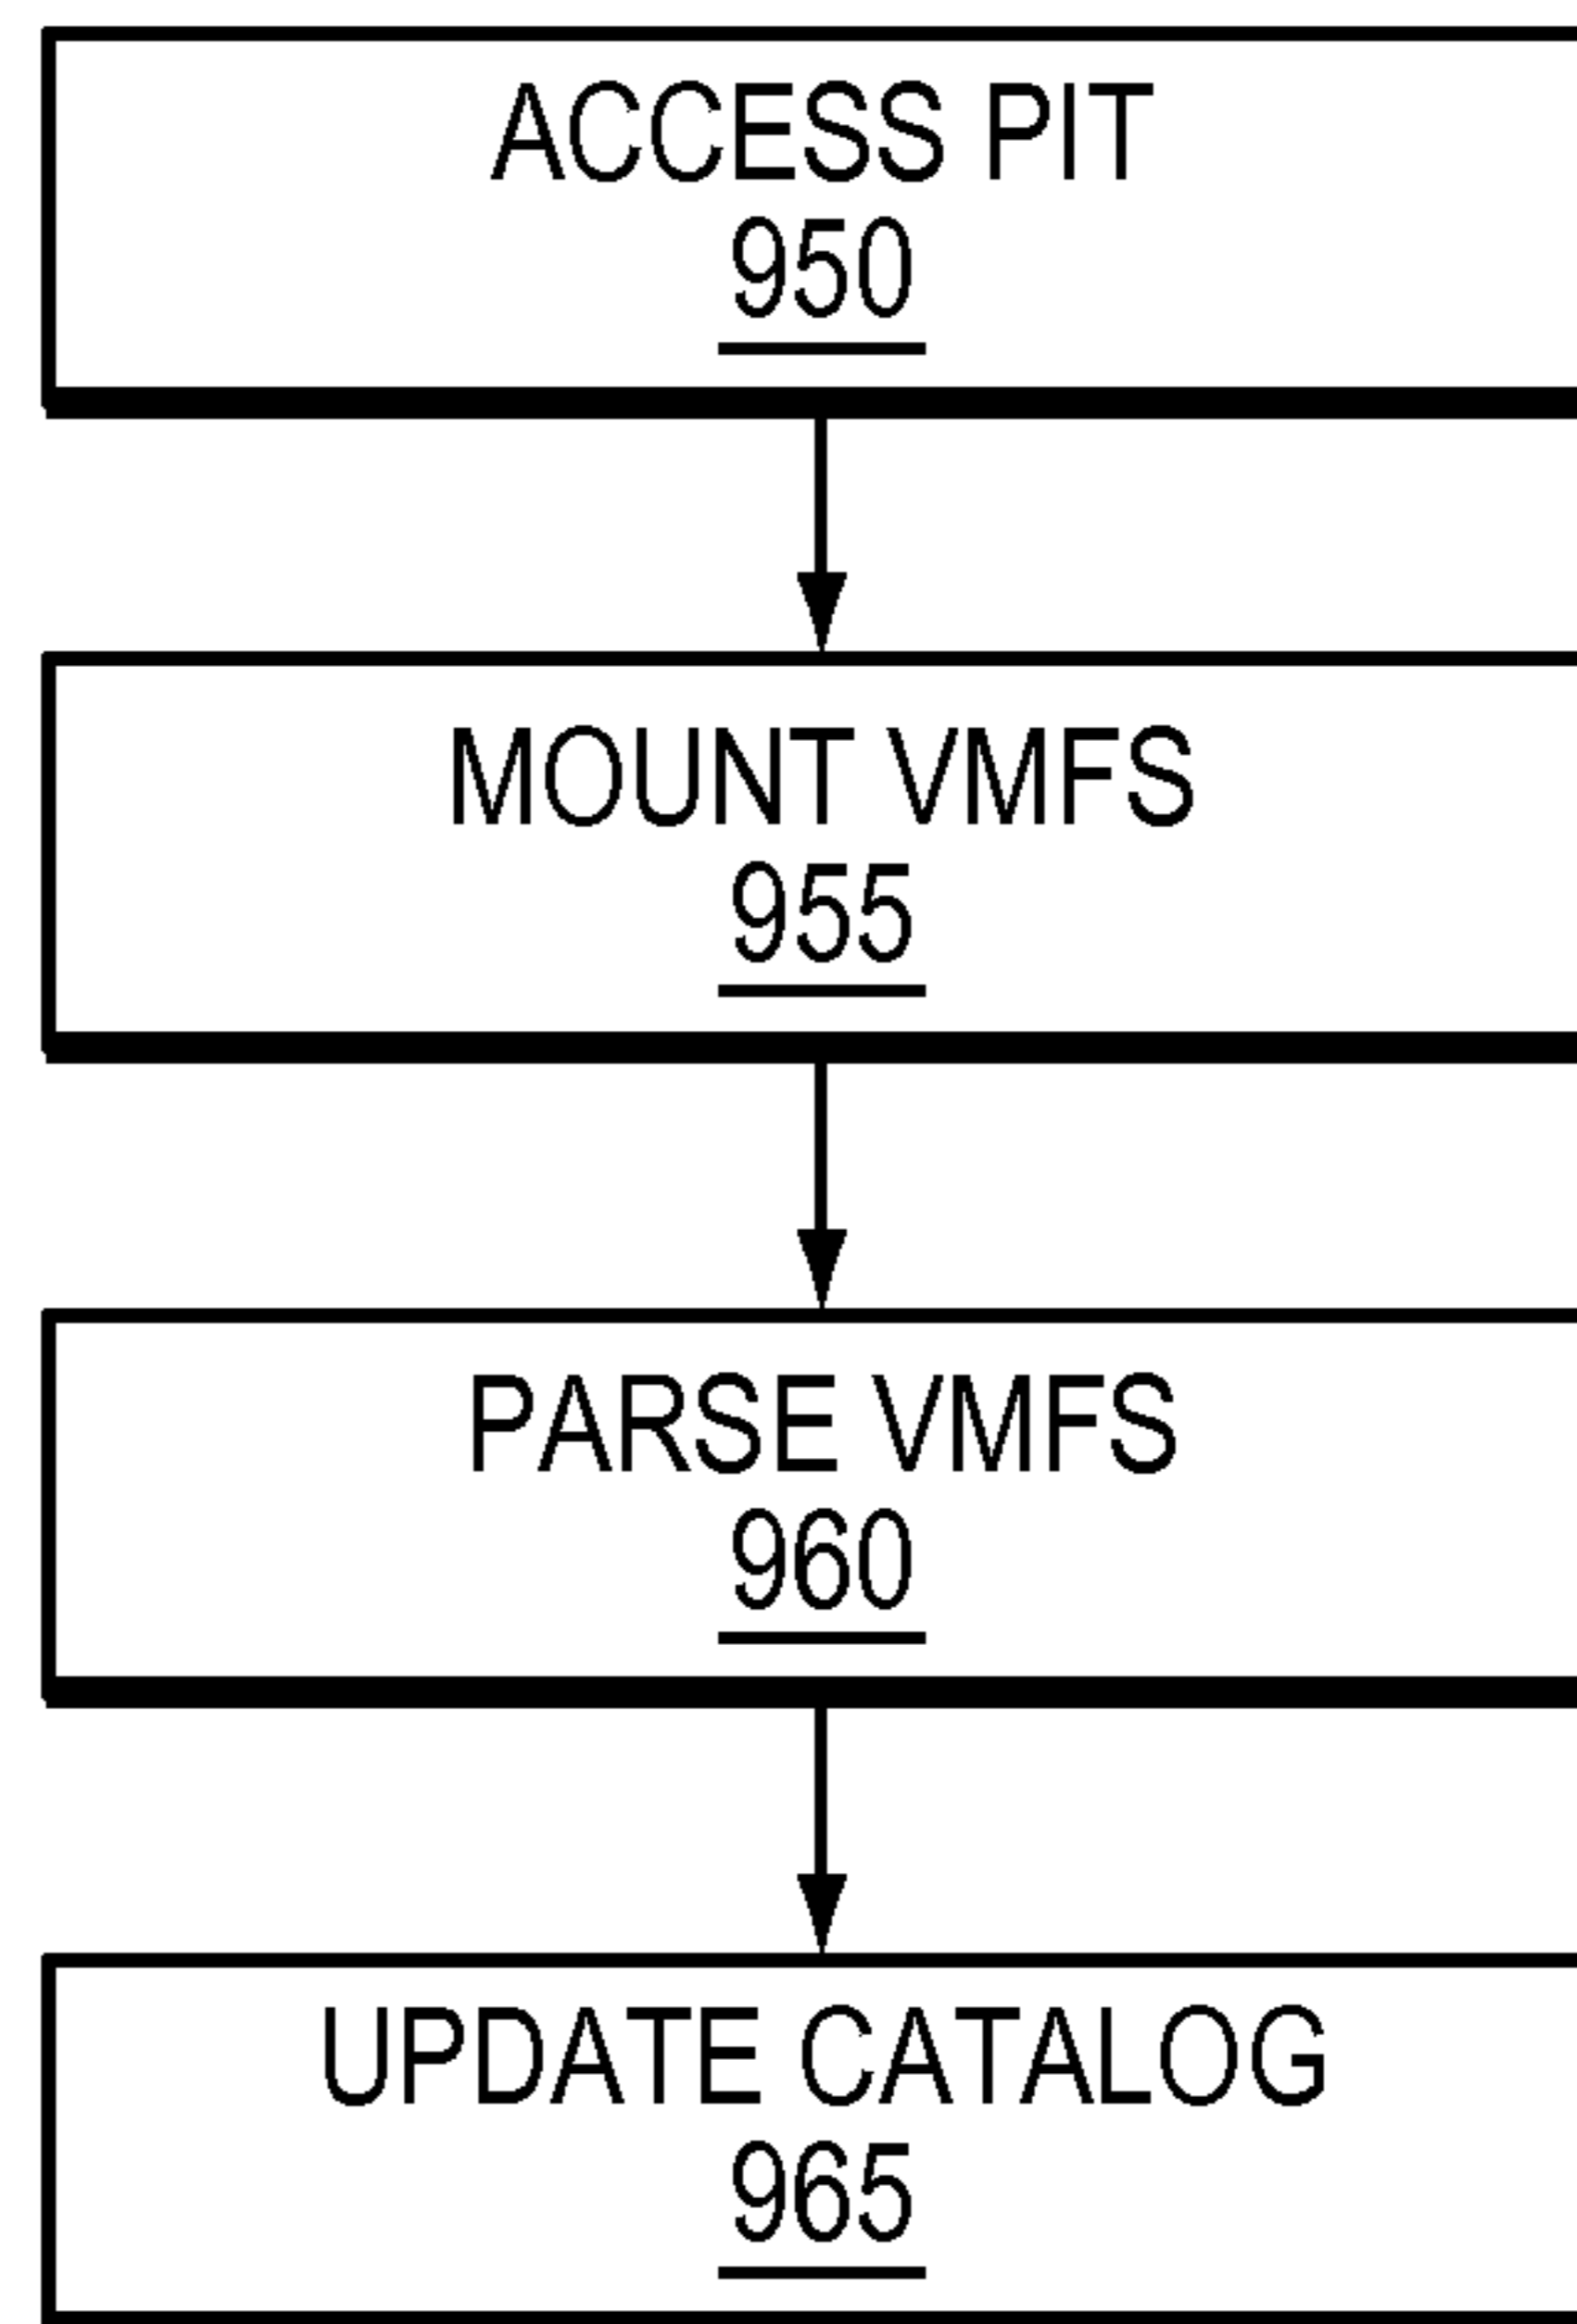 ACCESS PIT
950
MOUNT VMFS
955
PARSE VMFS
960
UPDATE CATALOG
965